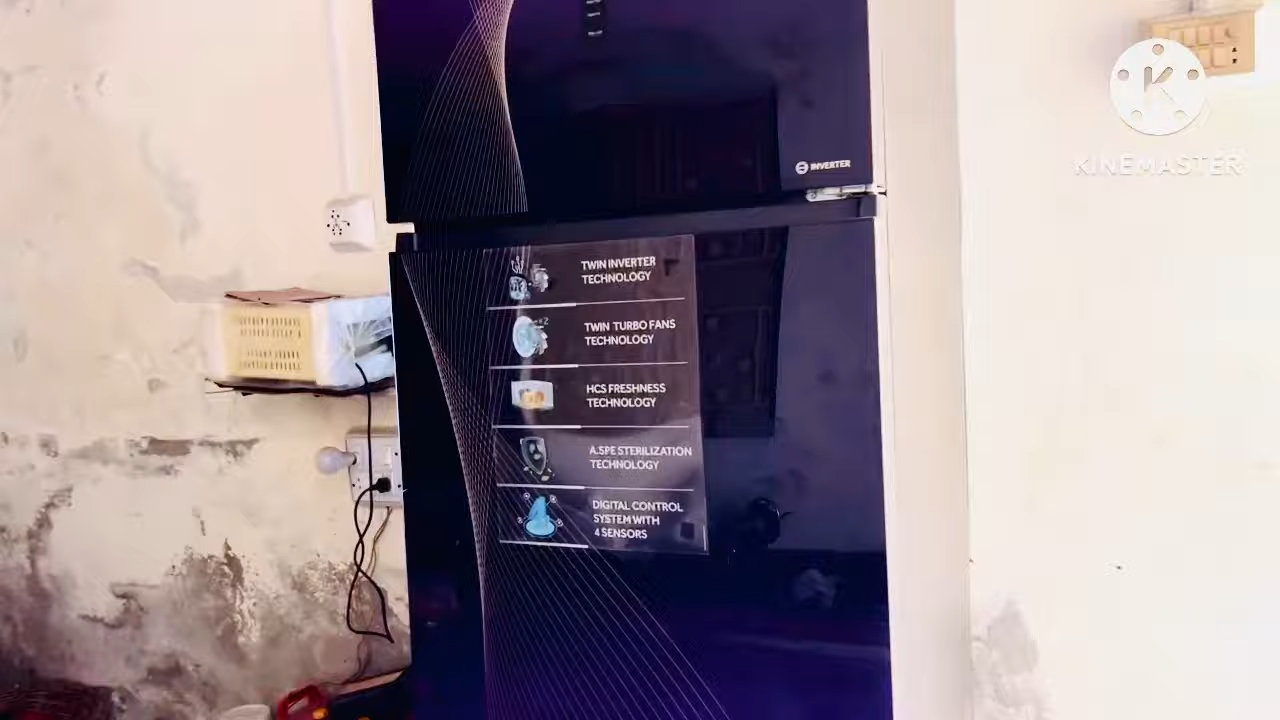 INVERTER
KINEMASTER
TWIN INVERTER
TECHNOLOGY
TWIN TURBO FANS
TECHNOLOGY
HCS FRESHNESS
TECHNOLOGY
A.SPE STERILIZATION
TECHNOLOGY
DIGITAL CONTROL
SYSTEM WITH
4 SENSORS